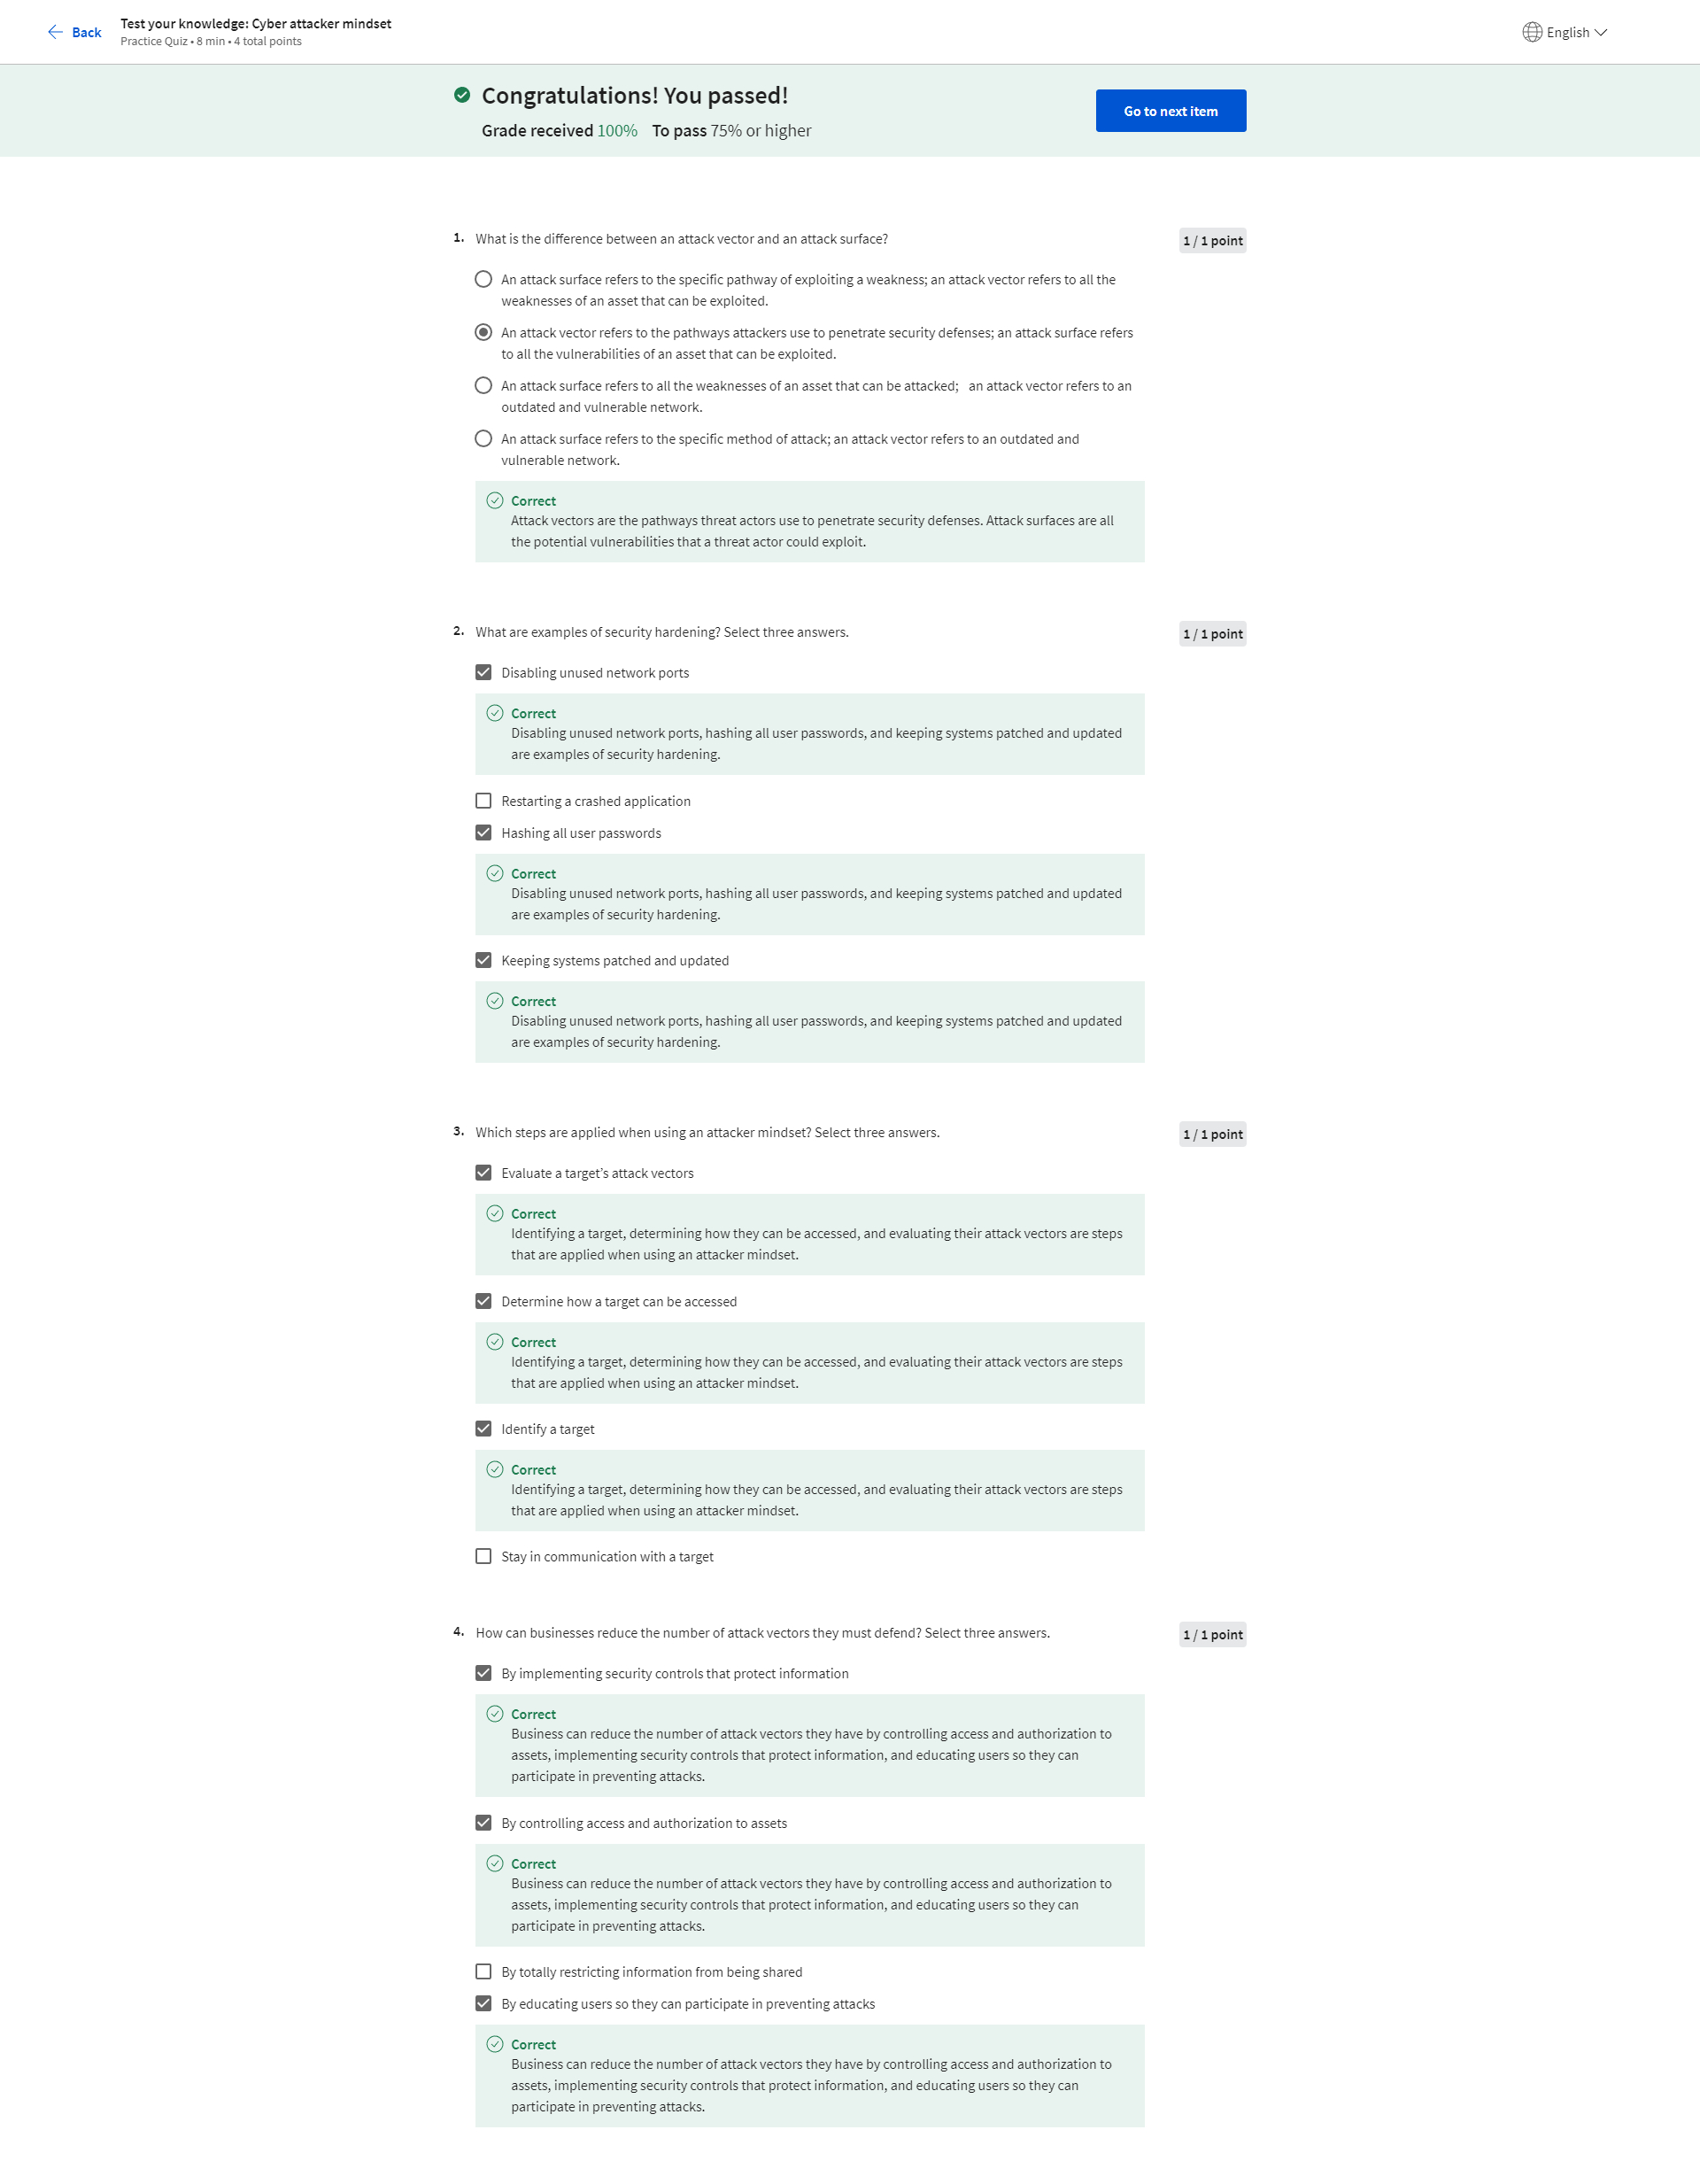 Back
Test your knowledge: Cyber attacker mindset
Practice Quiz • 8 min • 4 total points
English
Congratulations! You passed!
Grade received 100% To pass 75% or higher
Go to next item
1. What is the difference between an attack vector and an attack surface?
1 / 1 point
An attack surface refers to the specific pathway of exploiting a weakness; an attack vector refers to all the
weaknesses of an asset that can be exploited.
An attack vector refers to the pathways attackers use to penetrate security defenses; an attack surface refers
to all the vulnerabilities of an asset that can be exploited.
An attack surface refers to all the weaknesses of an asset that can be attacked; an attack vector refers to an
outdated and vulnerable network.
An attack surface refers to the specific method of attack; an attack vector refers to an outdated and
vulnerable network.
Correct
Attack vectors are the pathways threat actors use to penetrate security defenses. Attack surfaces are all
the potential vulnerabilities that a threat actor could exploit.
2. What are examples of security hardening? Select three answers.
1 / 1 point
Disabling unused network ports
Correct
Disabling unused network ports, hashing all user passwords, and keeping systems patched and updated
are examples of security hardening.
Restarting a crashed application
Hashing all user passwords
Correct
Disabling unused network ports, hashing all user passwords, and keeping systems patched and updated
are examples of security hardening.
Keeping systems patched and updated
Correct
Disabling unused network ports, hashing all user passwords, and keeping systems patched and updated
are examples of security hardening.
3. Which steps are applied when using an attacker mindset? Select three answers.
1 / 1 point
Evaluate a target's attack vectors
Correct
Identifying a target, determining how they can be accessed, and evaluating their attack vectors are steps
that are applied when using an attacker mindset.
Determine how a target can be accessed
Correct
Identifying a target, determining how they can be accessed, and evaluating their attack vectors are steps
that are applied when using an attacker mindset.
Identify a target
Correct
Identifying a target, determining how they can be accessed, and evaluating their attack vectors are steps
that are applied when using an attacker mindset.
Stay in communication with a target
4. How can businesses reduce the number of attack vectors they must defend? Select three answers.
1 / 1 point
By implementing security controls that protect information
Correct
Business can reduce the number of attack vectors they have by controlling access and authorization to
assets, implementing security controls that protect information, and educating users so they can
participate in preventing attacks.
By controlling access and authorization to assets
Correct
Business can reduce the number of attack vectors they have by controlling access and authorization to
assets, implementing security controls that protect information, and educating users so they can
participate in preventing attacks.
By totally restricting information from being shared
By educating users so they can participate in preventing attacks
Correct
Business can reduce the number of attack vectors they have by controlling access and authorization to
assets, implementing security controls that protect information, and educating users so they can
participate in preventing attacks.